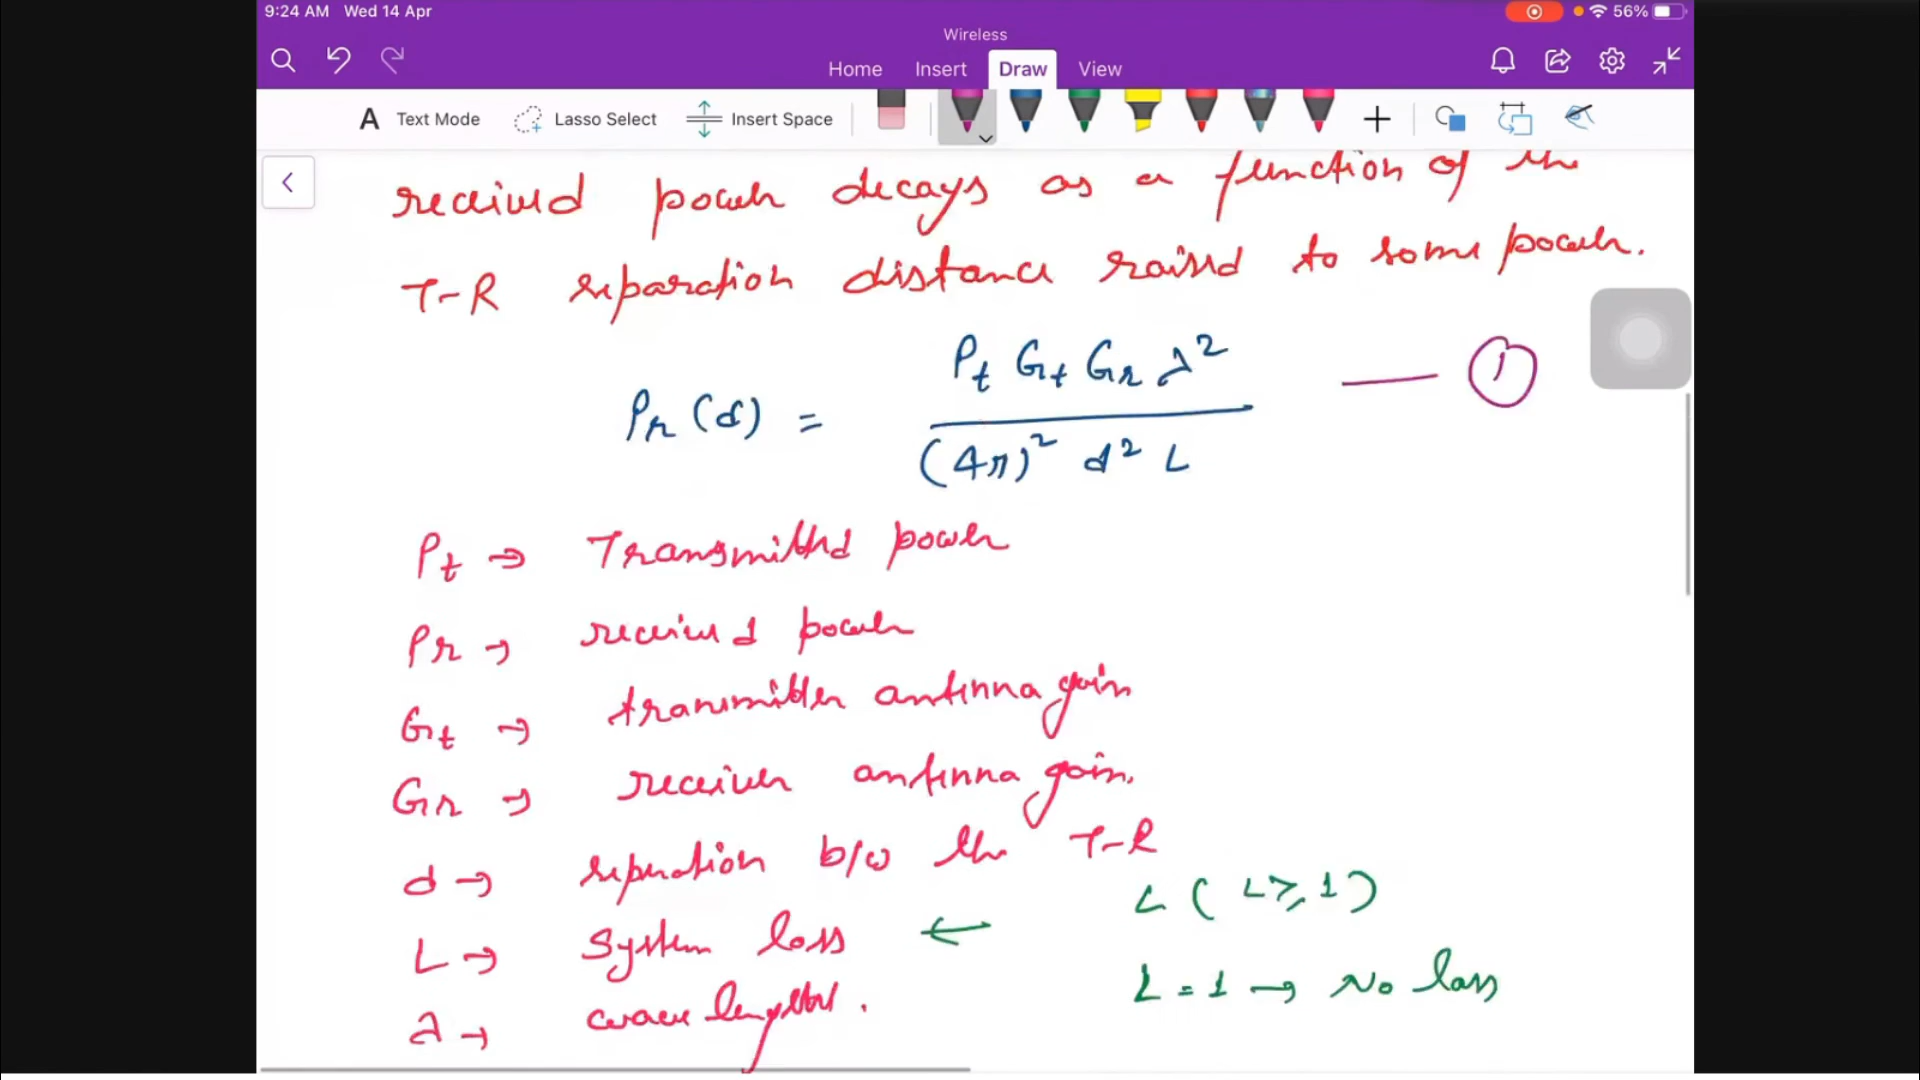 9:24 AM Wed 14 Apr 56%
Wireless
Home Insert Draw View
Text Mode Lasso Select Insert Space
received power decays as a function of the
T-R separation distance raised to some power.
Pr(d) = Pt Gt Gr λ² / (4π)² d² L — ①
Pt → Transmitted power
Pr → received power
Gt → transmitter antenna gain
Gr → receiver antenna gain.
d → seperation b/w the T-R
L → System loss ← L (L ≥ 1)
L = 1 → No loss
λ → wave length.